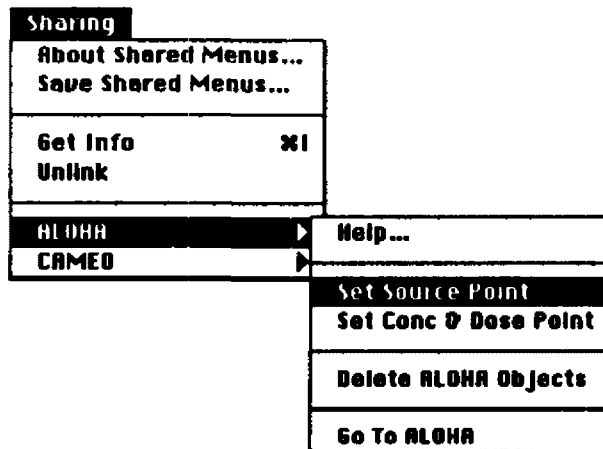 Sharing
About Shared Menus...
Save Shared Menus...
Get Info ⌘I
Unlink
ALOHA
CAMEO
Help...
Set Source Point
Set Conc & Dose Point
Delete ALOHA Objects
Go To ALOHA